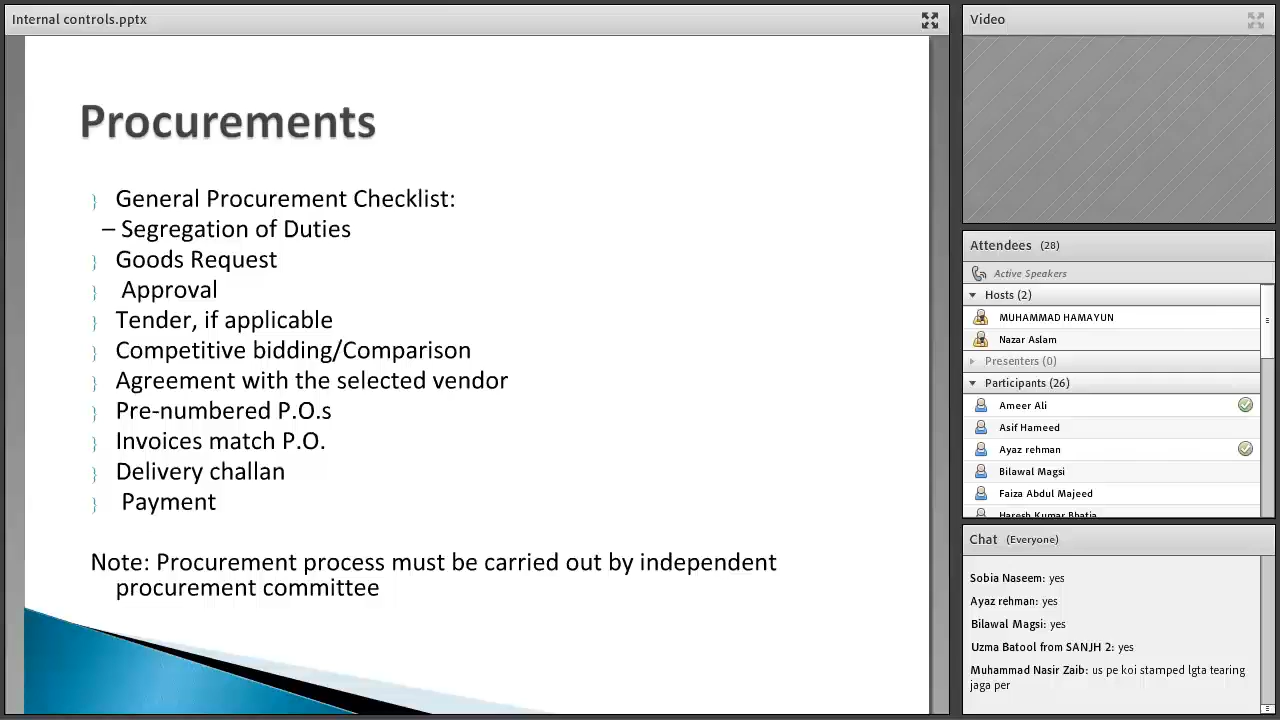 Internal controls.pptx
Procurements
General Procurement Checklist:
– Segregation of Duties
Goods Request
Approval
Tender, if applicable
Competitive bidding/Comparison
Agreement with the selected vendor
Pre-numbered P.O.s
Invoices match P.O.
Delivery challan
Payment
Note: Procurement process must be carried out by independent
procurement committee
Video
Attendees (28)
Active Speakers
Hosts (2)
MUHAMMAD HAMAYUN
Nazar Aslam
Presenters (0)
Participants (26)
Ameer Ali
Asif Hameed
Ayaz rehman
Bilawal Magsi
Faiza Abdul Majeed
Haresh Kumar Bhatia
Chat (Everyone)
Sobia Naseem: yes
Ayaz rehman: yes
Bilawal Magsi: yes
Uzma Batool from SANJH 2: yes
Muhammad Nasir Zaib: us pe koi stamped lgta tearing
jaga per